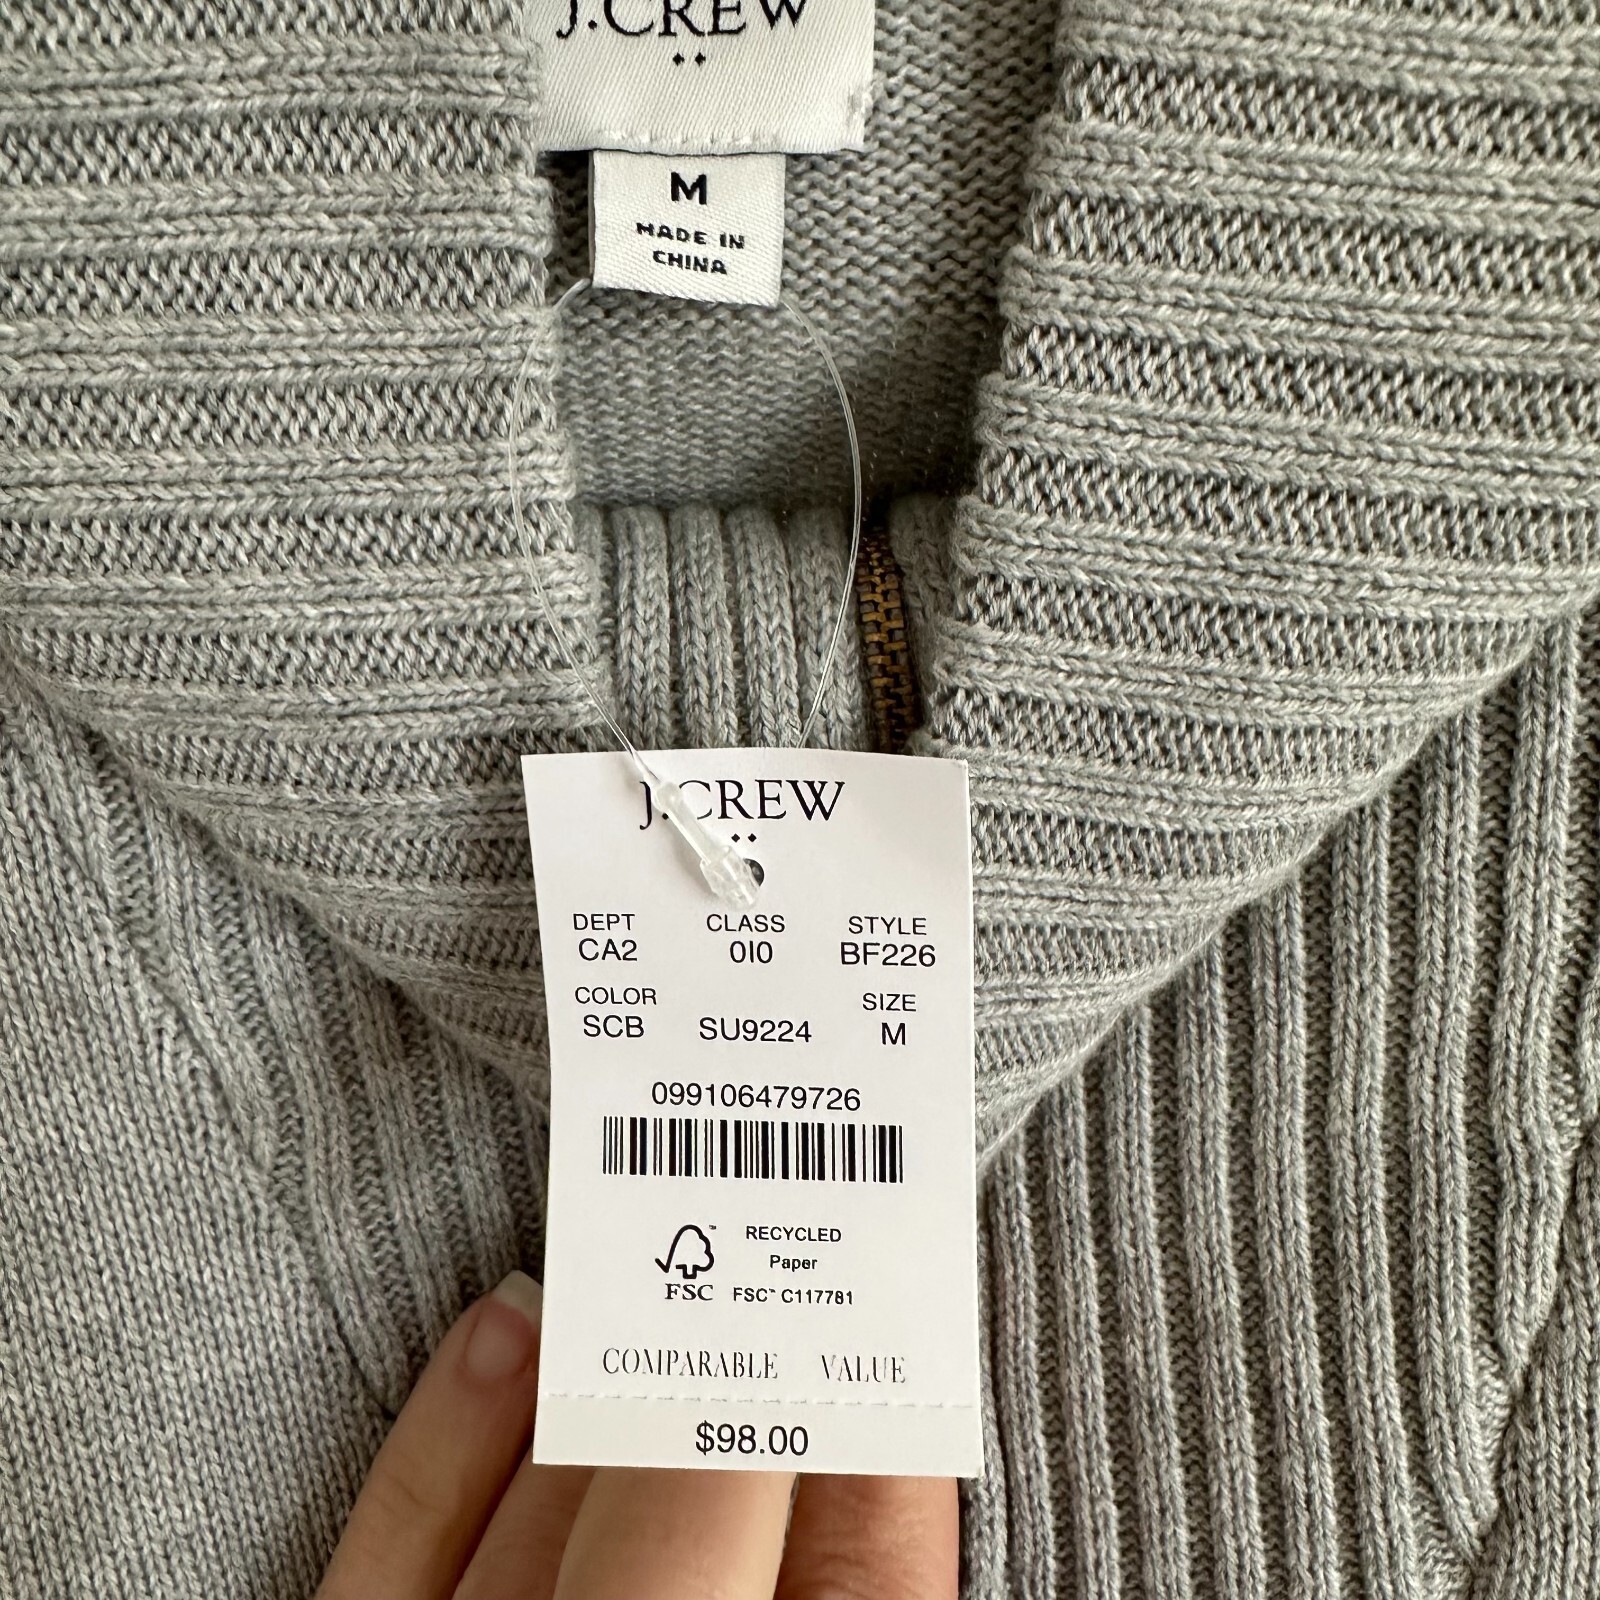 J.CREW
M
MADE IN
CHINA
J.CREW
DEPT CLASS STYLE
CA2 010 BF226
COLOR SIZE
SCB SU9224 M
099106479726
RECYCLED
Paper
FSC™ C117781
FSC
COMPARABLE VALUE
$98.00